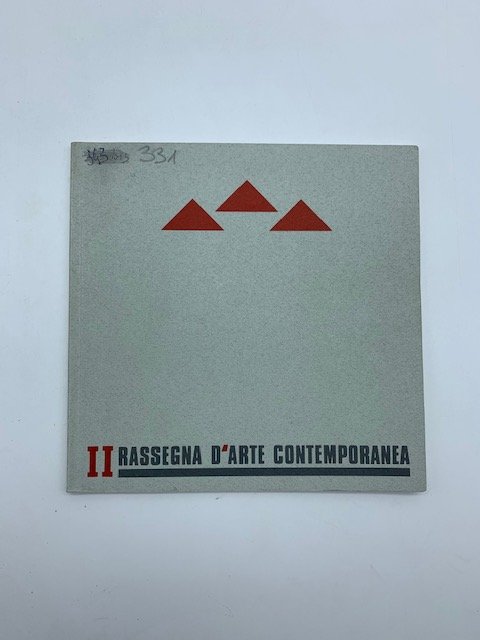 331
II RASSEGNA D'ARTE CONTEMPORANEA